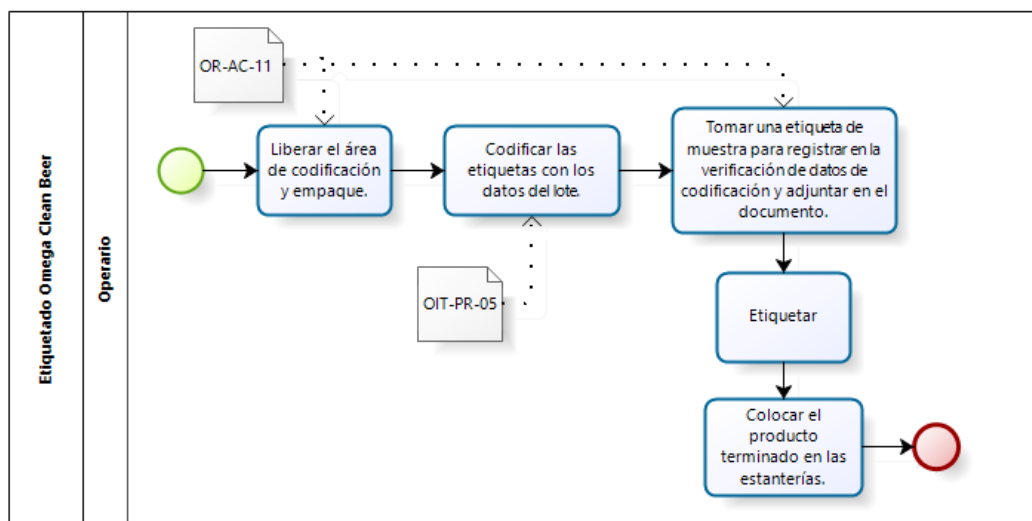 Etiquetado Omega Clean Beer
Operario
OR-AC-11
Liberar el área
de codificación
y empaque.
Codificar las
etiquetas con los
datos del lote.
Tomar una etiqueta de
muestra para registrar en la
verificación de datos de
codificación y adjuntar en el
documento.
OIT-PR-05
Etiquetar
Colocar el
producto
terminado en las
estanterías.